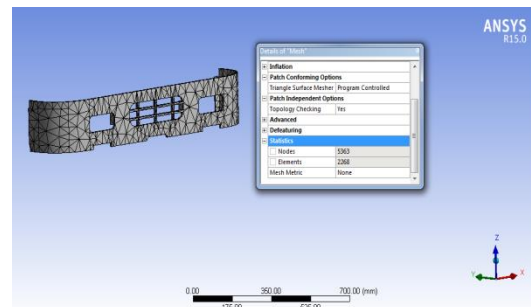 ANSYS
R15.0
Details of "Mesh"
Inflation
Patch Conforming Options
Triangle Surface Mesher Program Controlled
Patch Independent Options
Topology Checking Yes
Advanced
Defeaturing
Statistics
Nodes 5363
Elements 2268
Mesh Metric None
Z
Y X
0.00 350.00 700.00 (mm)
175.00 525.00